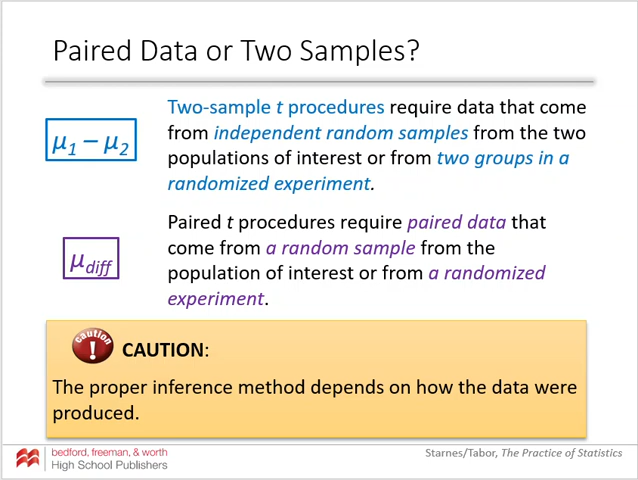 Paired Data or Two Samples?
μ1 – μ2
Two-sample t procedures require data that come
from independent random samples from the two
populations of interest or from two groups in a
randomized experiment.
μdiff
Paired t procedures require paired data that
come from a random sample from the
population of interest or from a randomized
experiment.
caution
!
CAUTION:
The proper inference method depends on how the data were
produced.
bedford, freeman, & worth
High School Publishers
Starnes/Tabor, The Practice of Statistics